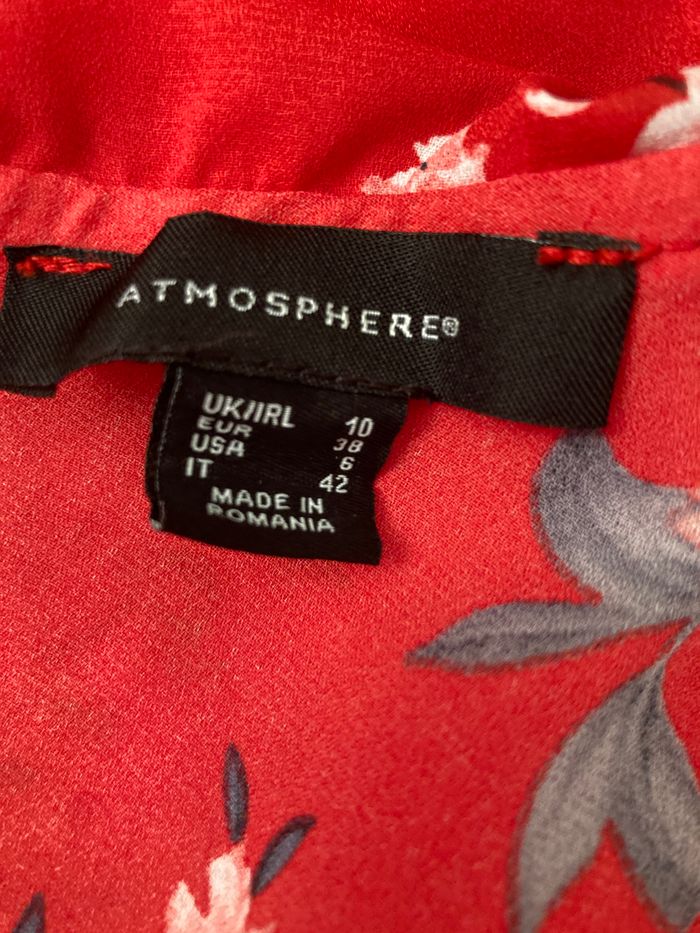 ATMOSPHERE®
UK/IRL 10
EUR 38
USA 6
IT 42
MADE IN
ROMANIA